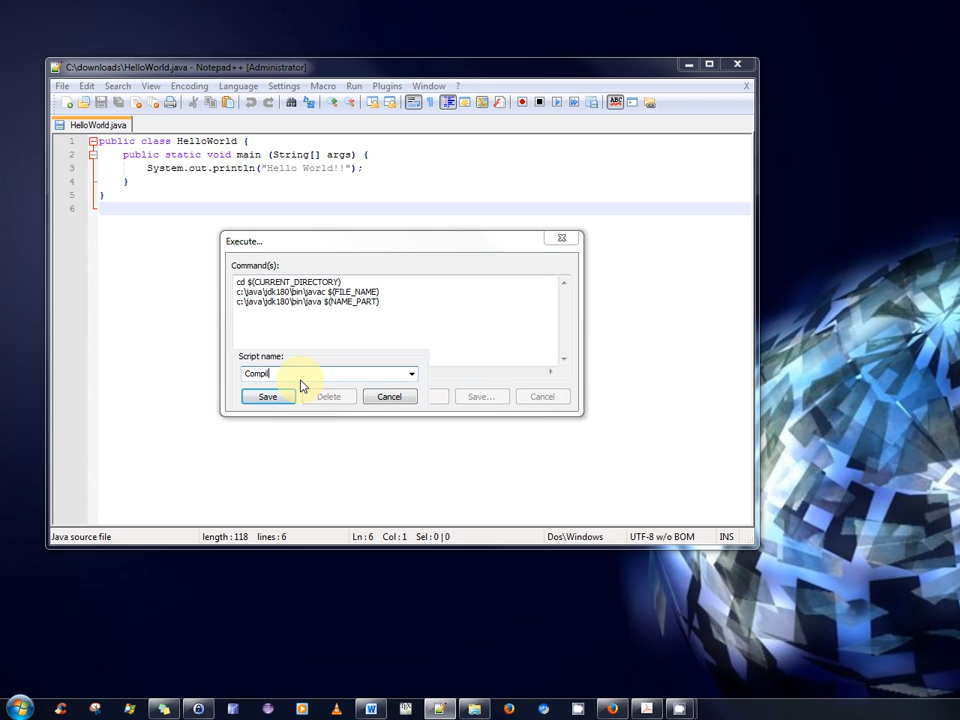 C:\downloads\HelloWorld.java - Notepad++ [Administrator]
File Edit Search View Encoding Language Settings Macro Run Plugins Window ? X
ABC
HelloWorld.java
1 public class HelloWorld {
2 public static void main (String[] args) {
3 System.out.println("Hello World!!");
4 }
5 }
6
Execute...
Command(s):
cd $(CURRENT_DIRECTORY)
c:\java\jdk180\bin\javac $(FILE_NAME)
c:\java\jdk180\bin\java $(NAME_PART)
Script name:
Compil
Save Delete Cancel Save... Cancel
Java source file length : 118 lines : 6 Ln : 6 Col : 1 Sel : 0 | 0 Dos\Windows UTF-8 w/o BOM INS